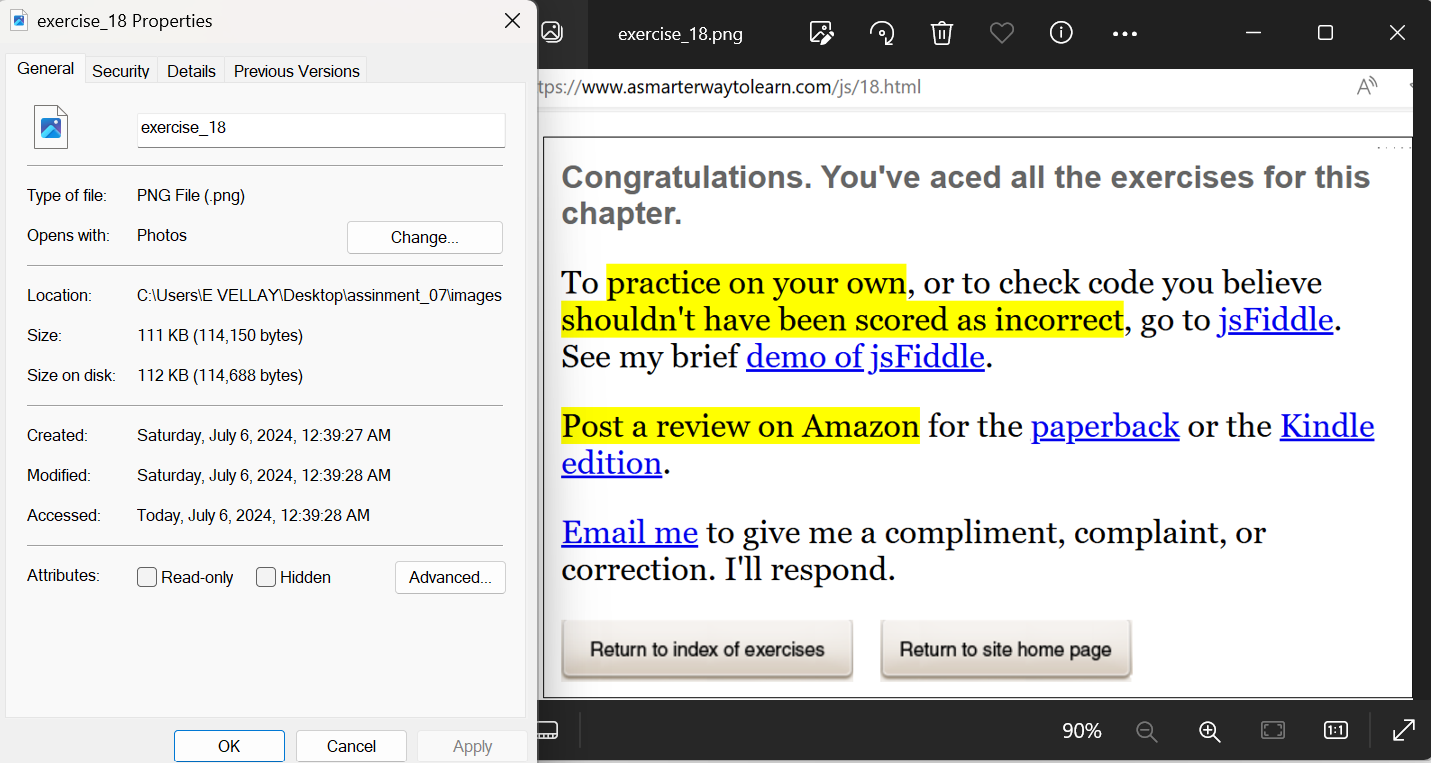 exercise_18 Properties
General
Security
Details
Previous Versions
exercise_18
Type of file: PNG File (.png)
Opens with: Photos
Change...
Location: C:\Users\E VELLAY\Desktop\assinment_07\images
Size: 111 KB (114,150 bytes)
Size on disk: 112 KB (114,688 bytes)
Created: Saturday, July 6, 2024, 12:39:27 AM
Modified: Saturday, July 6, 2024, 12:39:28 AM
Accessed: Today, July 6, 2024, 12:39:28 AM
Attributes: Read-only Hidden Advanced...
OK Cancel Apply
exercise_18.png
tps://www.asmarterwaytolearn.com/js/18.html
Congratulations. You've aced all the exercises for this
chapter.
To practice on your own, or to check code you believe
shouldn't have been scored as incorrect, go to jsFiddle.
See my brief demo of jsFiddle.
Post a review on Amazon for the paperback or the Kindle
edition.
Email me to give me a compliment, complaint, or
correction. I'll respond.
Return to index of exercises
Return to site home page
90%
1:1